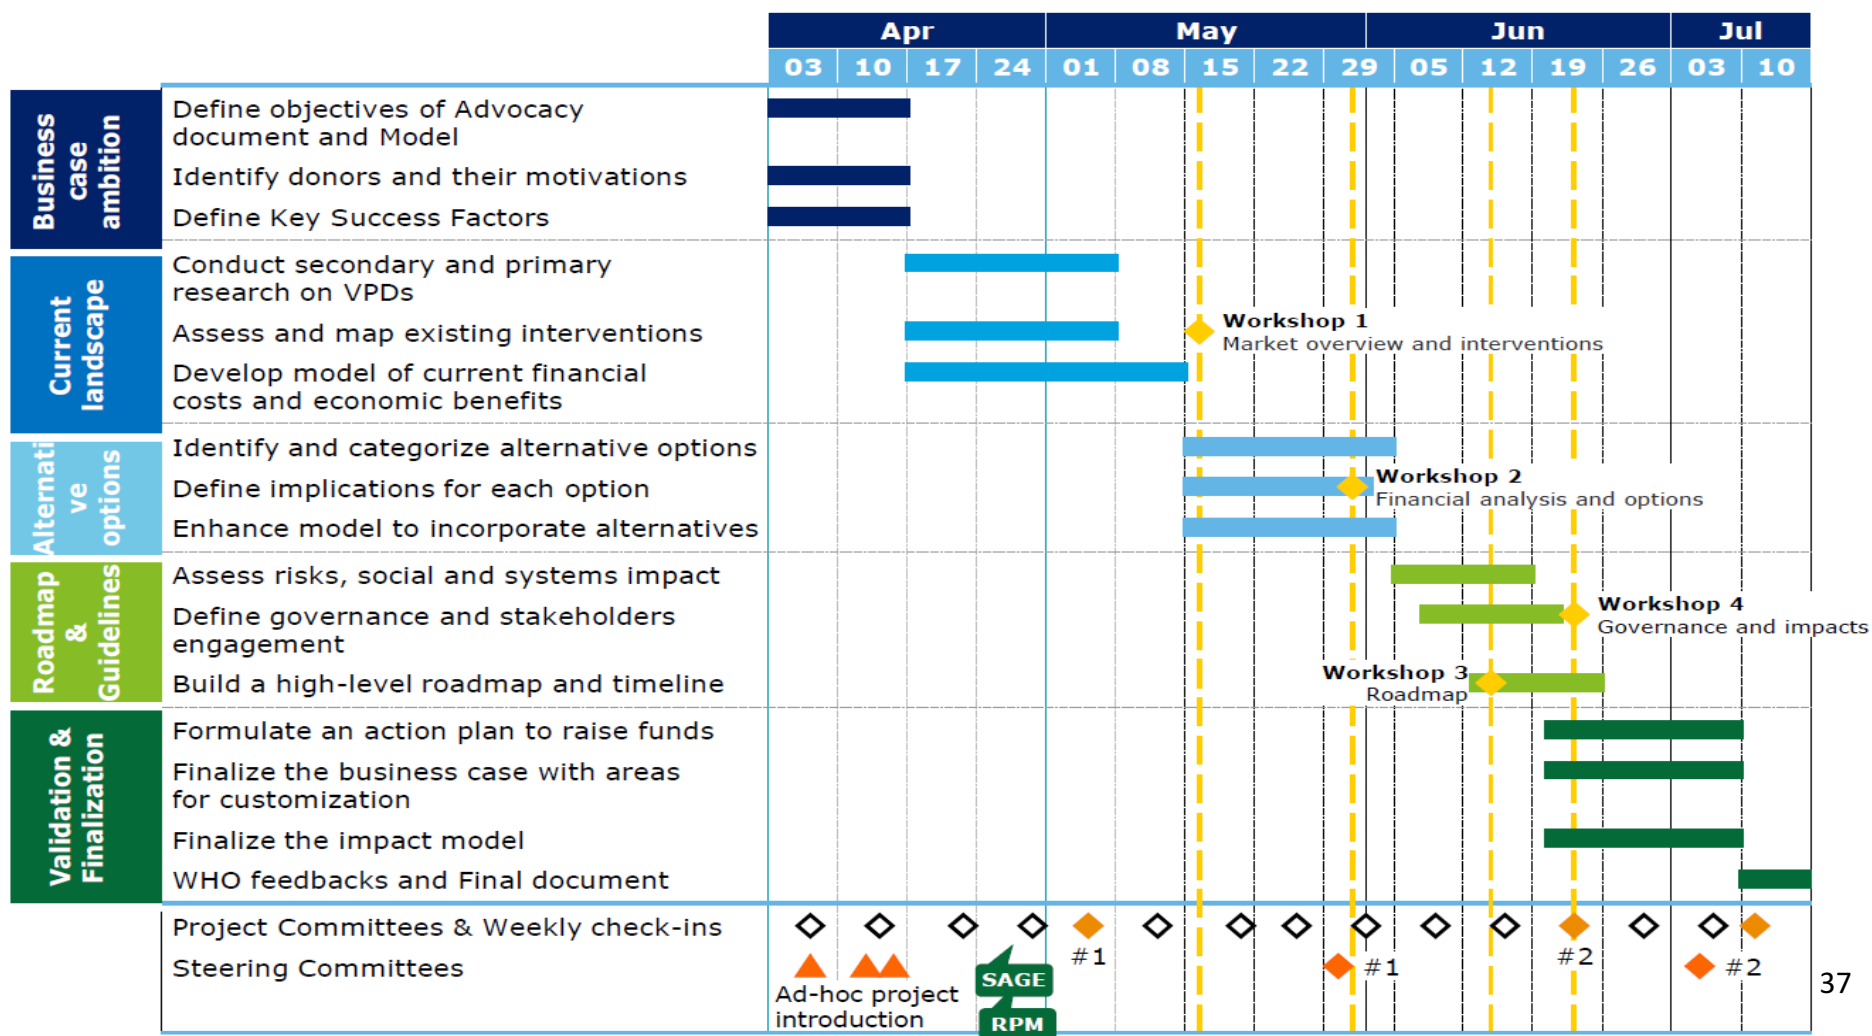 Apr May Jun Jul
03 10 17 24 01 08 15 22 29 05 12 19 26 03 10
Business
case
ambition
Define objectives of Advocacy
document and Model
Identify donors and their motivations
Define Key Success Factors
Current
landscape
Conduct secondary and primary
research on VPDs
Assess and map existing interventions
Workshop 1
Market overview and interventions
Develop model of current financial
costs and economic benefits
Alternati
ve
options
Identify and categorize alternative options
Define implications for each option
Workshop 2
Financial analysis and options
Enhance model to incorporate alternatives
Roadmap
&
Guidelines
Assess risks, social and systems impact
Define governance and stakeholders
engagement
Workshop 4
Governance and impacts
Build a high-level roadmap and timeline
Workshop 3
Roadmap
Validation &
Finalization
Formulate an action plan to raise funds
Finalize the business case with areas
for customization
Finalize the impact model
WHO feedbacks and Final document
Project Committees & Weekly check-ins
#1 #2
Steering Committees
#1 #2
Ad-hoc project
introduction
SAGE
RPM
37